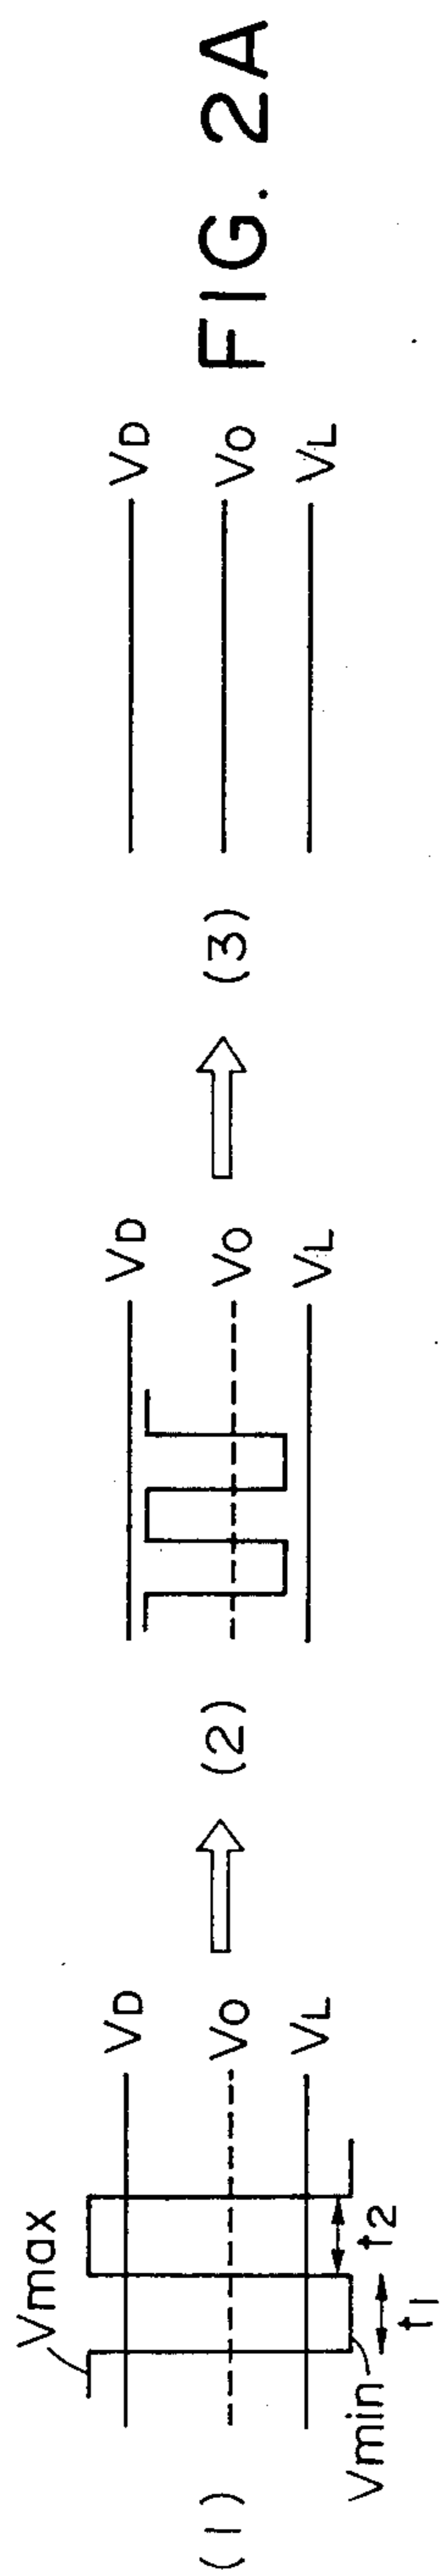 FIG. 2A
(1)
Vmax
VD
VO
VL
Vmin
t1
t2
(2)
VD
VO
VL
(3)
VD
VO
VL